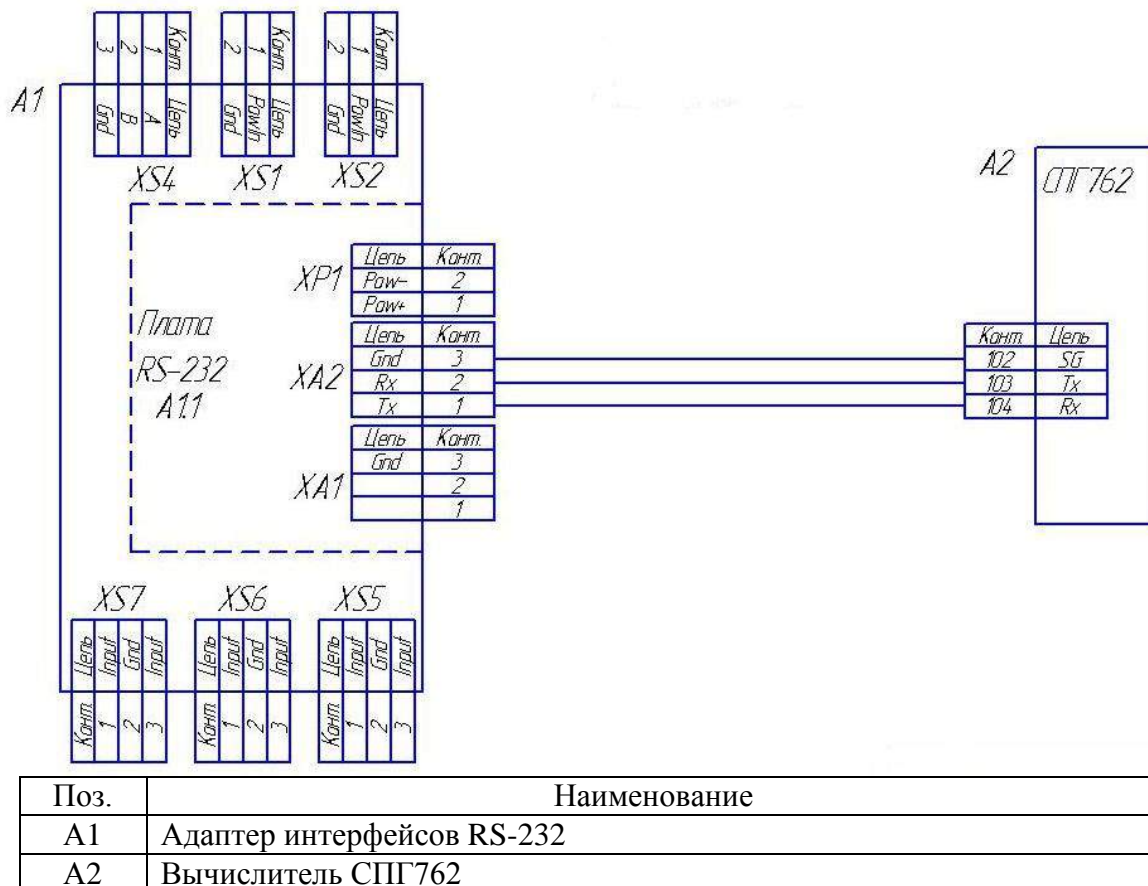 A1
Конт. 1 2 3
Цепь A B Gnd
XS4
Конт. 1 2
Цепь PowIn Gnd
XS1
Конт. 1 2
Цепь PowIn Gnd
XS2
Плата
RS-232
A1.1
XP1
Цепь Конт.
Pow- 2
Pow+ 1
XA2
Цепь Конт.
Gnd 3
Rx 2
Tx 1
XA1
Цепь Конт.
Gnd 3
2
1
XS7
Цепь Input Gnd Input
Конт. 1 2 3
XS6
Цепь Input Gnd Input
Конт. 1 2 3
XS5
Цепь Input Gnd Input
Конт. 1 2 3
A2
СПГ762
Конт. Цепь
102 SG
103 Tx
104 Rx
Поз. Наименование
А1 Адаптер интерфейсов RS-232
А2 Вычислитель СПГ762